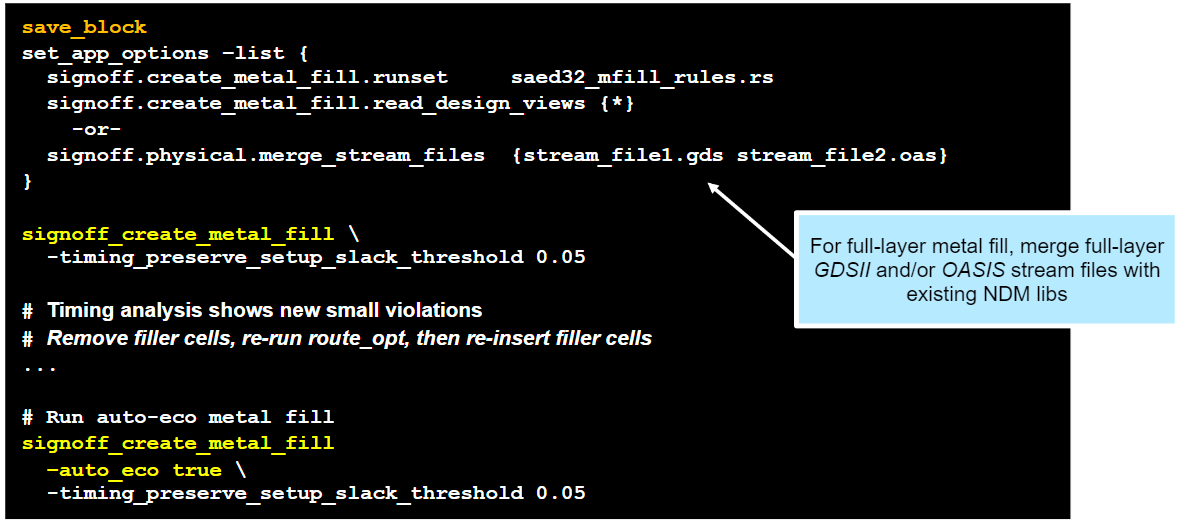 save_block
set_app_options –list {
signoff.create_metal_fill.runset saed32_mfill_rules.rs
signoff.create_metal_fill.read_design_views {*}
-or-
signoff.physical.merge_stream_files {stream_file1.gds stream_file2.oas}
}
signoff_create_metal_fill \
-timing_preserve_setup_slack_threshold 0.05
# Timing analysis shows new small violations
# Remove filler cells, re-run route_opt, then re-insert filler cells
...
# Run auto-eco metal fill
signoff_create_metal_fill
–auto_eco true \
-timing_preserve_setup_slack_threshold 0.05
For full-layer metal fill, merge full-layer
GDSII and/or OASIS stream files with
existing NDM libs